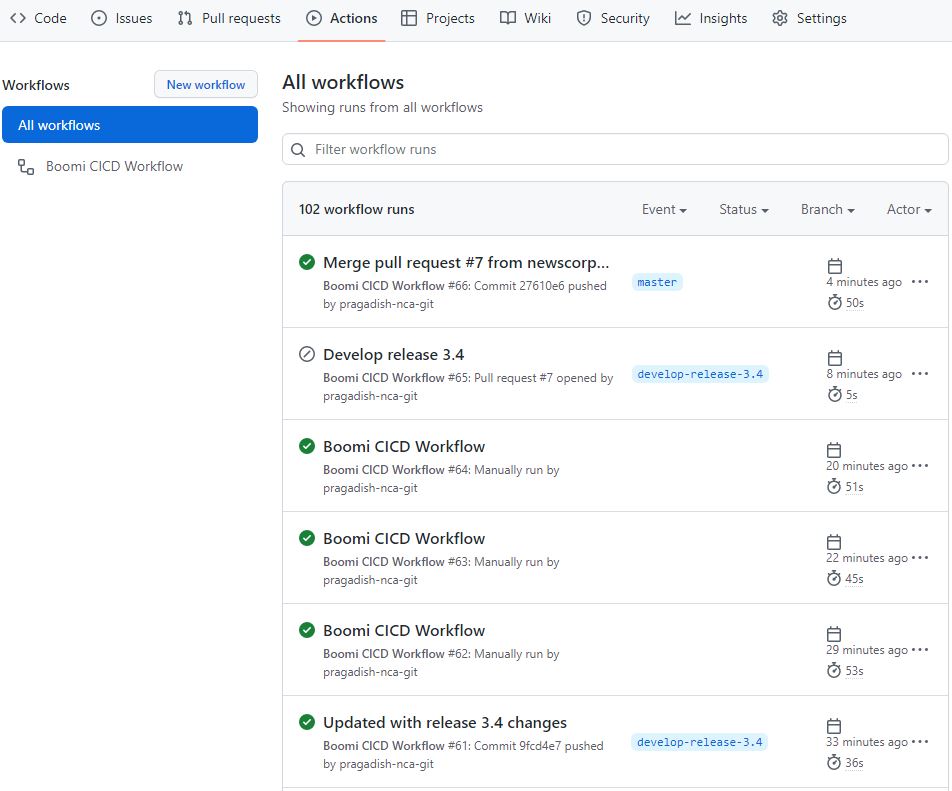 Code Issues Pull requests Actions Projects Wiki Security Insights Settings
Workflows
New workflow
All workflows
Boomi CICD Workflow
All workflows
Showing runs from all workflows
Filter workflow runs
102 workflow runs Event Status Branch Actor
Merge pull request #7 from newscorp...
Boomi CICD Workflow #66: Commit 27610e6 pushed
by pragadish-nca-git
master
4 minutes ago ...
50s
Develop release 3.4
Boomi CICD Workflow #65: Pull request #7 opened by
pragadish-nca-git
develop-release-3.4
8 minutes ago ...
5s
Boomi CICD Workflow
Boomi CICD Workflow #64: Manually run by
pragadish-nca-git
20 minutes ago ...
51s
Boomi CICD Workflow
Boomi CICD Workflow #63: Manually run by
pragadish-nca-git
22 minutes ago ...
45s
Boomi CICD Workflow
Boomi CICD Workflow #62: Manually run by
pragadish-nca-git
29 minutes ago ...
53s
Updated with release 3.4 changes
Boomi CICD Workflow #61: Commit 9fcd4e7 pushed
by pragadish-nca-git
develop-release-3.4
33 minutes ago ...
36s